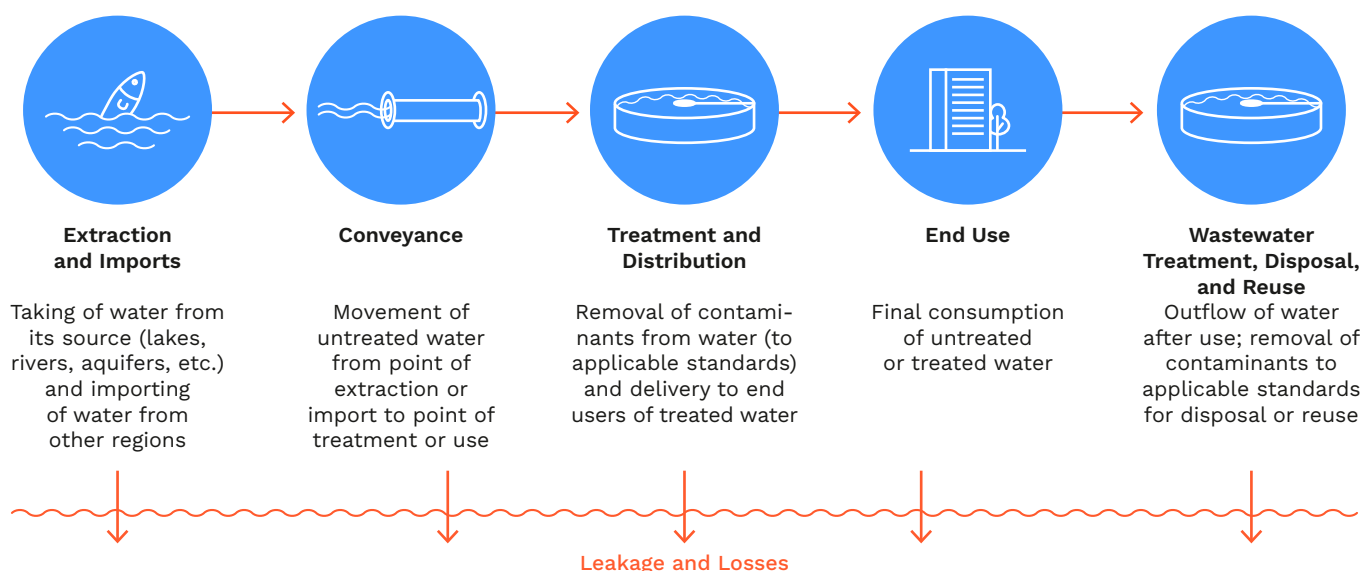 Extraction
and Imports
Taking of water from
its source (lakes,
rivers, aquifers, etc.)
and importing
of water from
other regions
Conveyance
Movement of
untreated water
from point of
extraction or
import to point of
treatment or use
Treatment and
Distribution
Removal of contami-
nants from water (to
applicable standards)
and delivery to end
users of treated water
End Use
Final consumption
of untreated
or treated water
Wastewater
Treatment, Disposal,
and Reuse
Outflow of water
after use; removal of
contaminants to
applicable standards
for disposal or reuse
Leakage and Losses